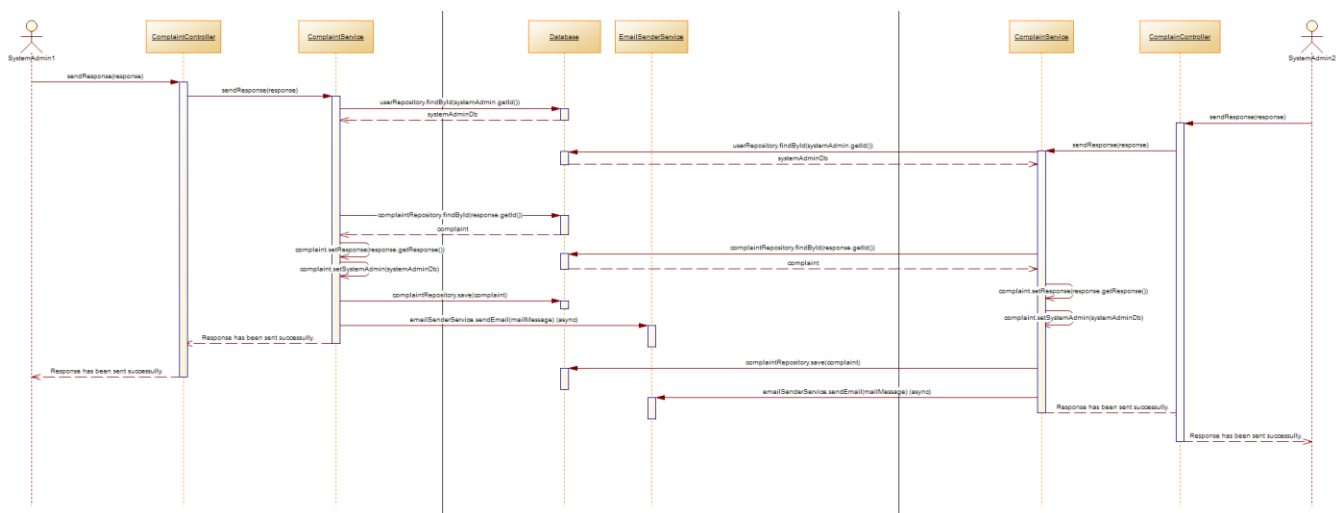 ComplaintController
ComplaintService
Database
EmailSenderService
ComplainService
ComplainController
SystemAdmin1
SystemAdmin2
sendResponse(response)
sendResponse(response)
userRepository.findById(systemAdmin.getId())
systemAdminDb
sendResponse(response)
userRepository.findById(systemAdmin.getId())
sendResponse(response)
systemAdminDb
complaintRepository.findById(response.getId())
complaint
complaint.setResponse(response.getResponse())
complaintRepository.findById(response.getId())
complaint.setSystemAdmin(systemAdminDb)
complaint
complaint.setResponse(response.getResponse())
complaintRepository.save(complaint)
complaint.setSystemAdmin(systemAdminDb)
emailSenderService.sendEmail(mailMessage) (async)
Response has been sent successully.
complaintRepository.save(complaint)
Response has been sent successully.
emailSenderService.sendEmail(mailMessage) (async)
Response has been sent successully.
Response has been sent successully.